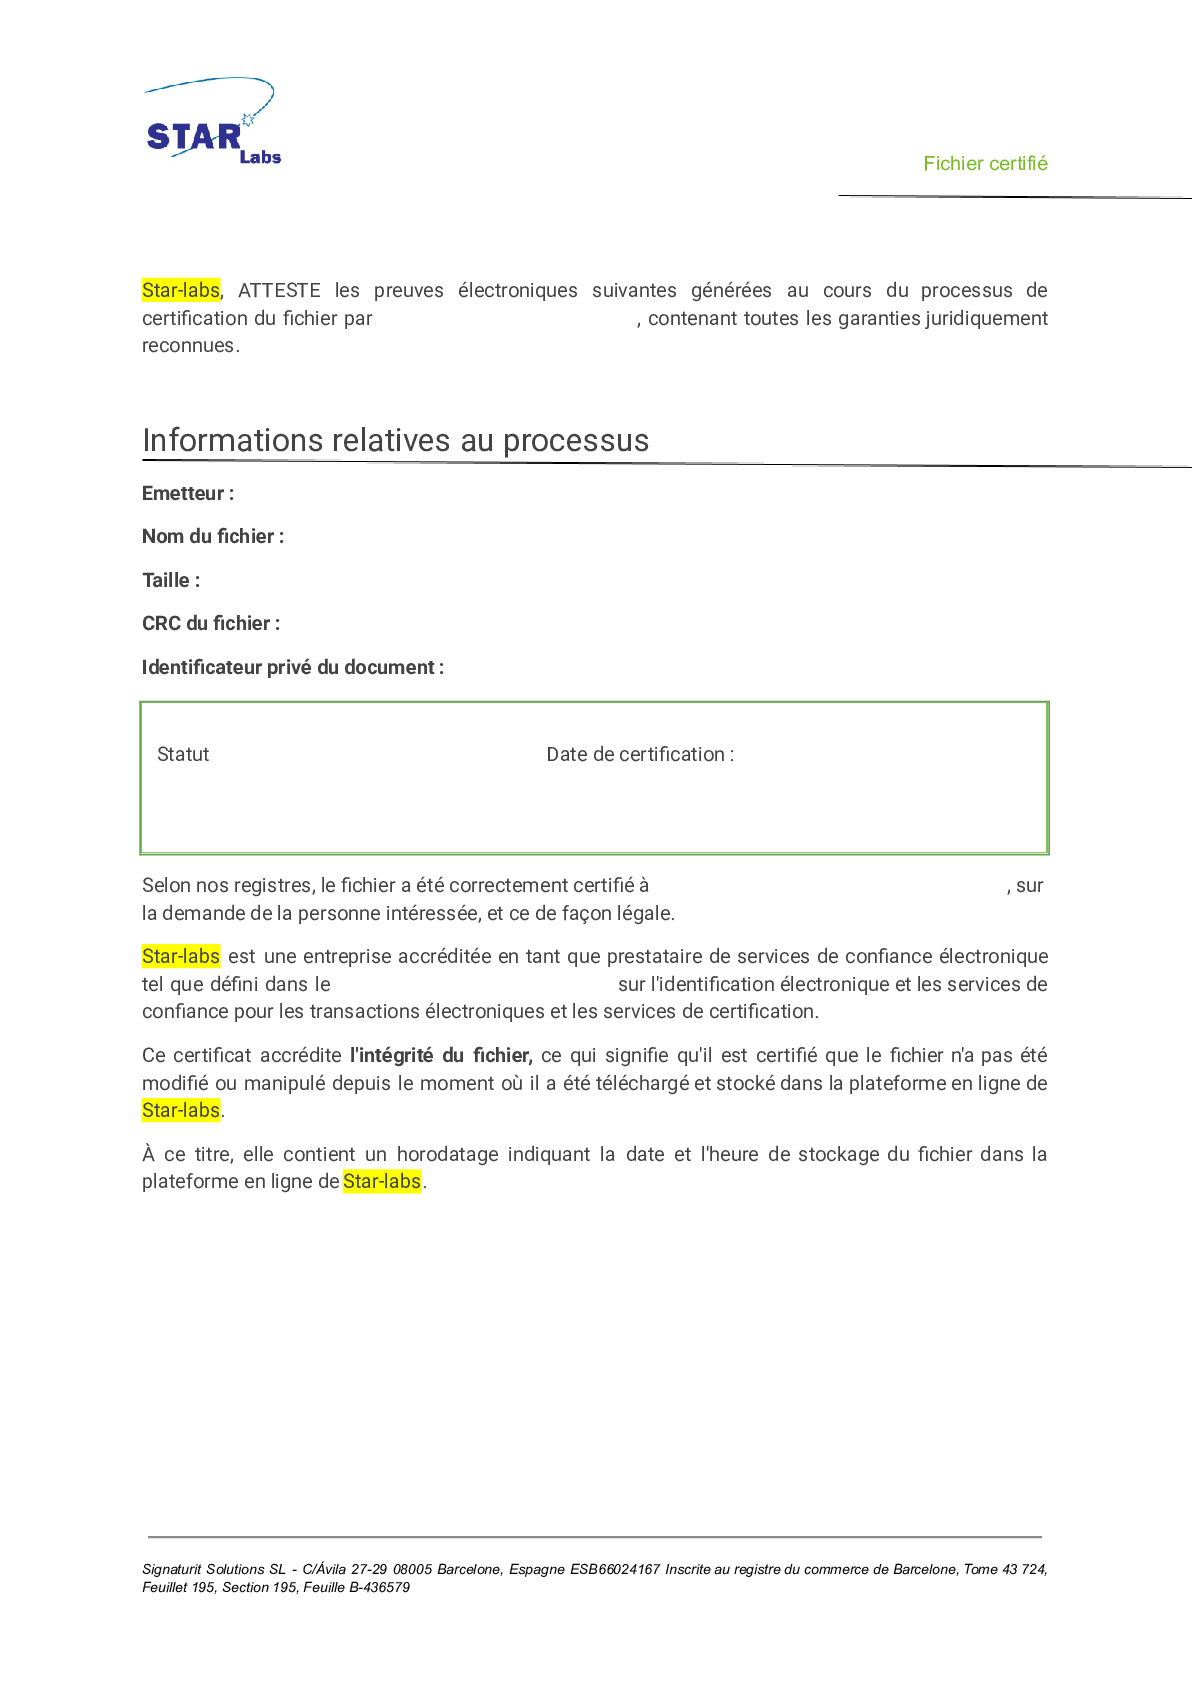 STAR
Labs
Fichier certifié
Star-labs, ATTESTE les preuves électroniques suivantes générées au cours du processus de
certification du fichier par , contenant toutes les garanties juridiquement
reconnues.
Informations relatives au processus
Emetteur :
Nom du fichier :
Taille :
CRC du fichier :
Identificateur privé du document :
Statut Date de certification :
Selon nos registres, le fichier a été correctement certifié à , sur
la demande de la personne intéressée, et ce de façon légale.
Star-labs est une entreprise accréditée en tant que prestataire de services de confiance électronique
tel que défini dans le sur l'identification électronique et les services de
confiance pour les transactions électroniques et les services de certification.
Ce certificat accrédite l'intégrité du fichier, ce qui signifie qu'il est certifié que le fichier n'a pas été
modifié ou manipulé depuis le moment où il a été téléchargé et stocké dans la plateforme en ligne de
Star-labs.
À ce titre, elle contient un horodatage indiquant la date et l'heure de stockage du fichier dans la
plateforme en ligne de Star-labs.
Signaturit Solutions SL - C/Ávila 27-29 08005 Barcelone, Espagne ESB66024167 Inscrite au registre du commerce de Barcelone, Tome 43 724,
Feuillet 195, Section 195, Feuille B-436579